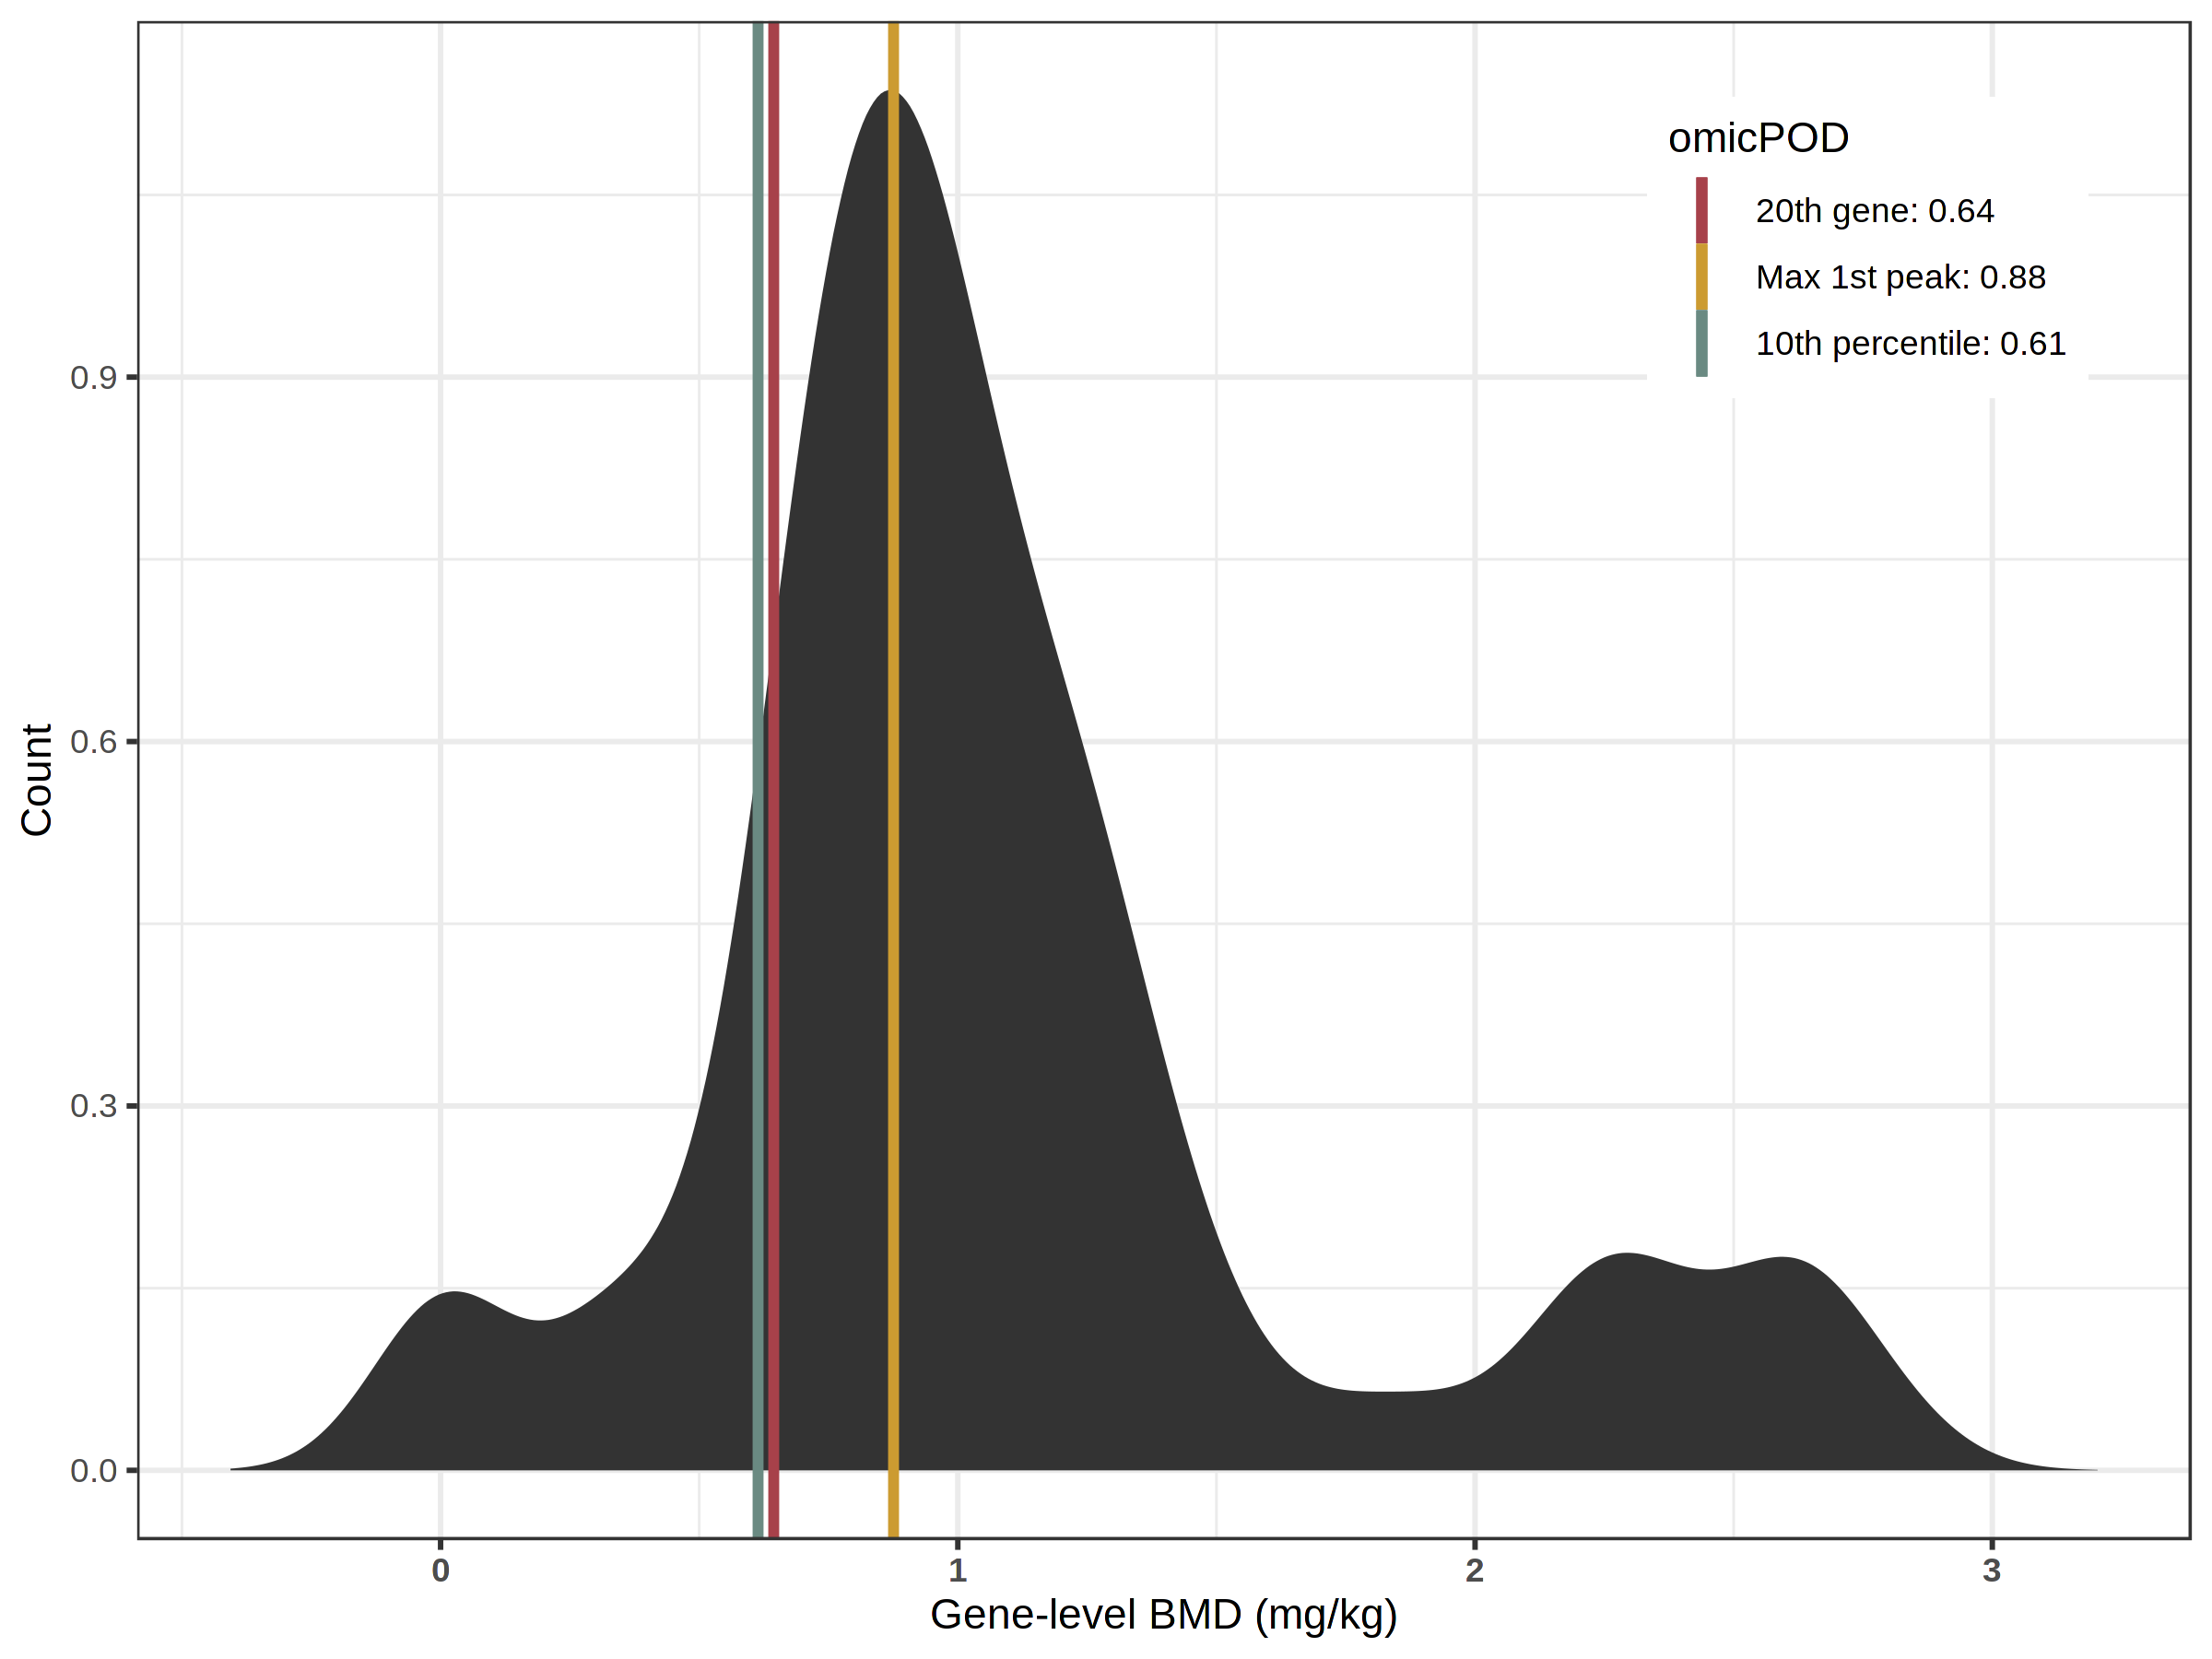 omicPOD
20th gene: 0.64
Max 1st peak: 0.88
10th percentile: 0.61
0.9
0.6
0.3
0.0
Count
0 1 2 3
Gene-level BMD (mg/kg)